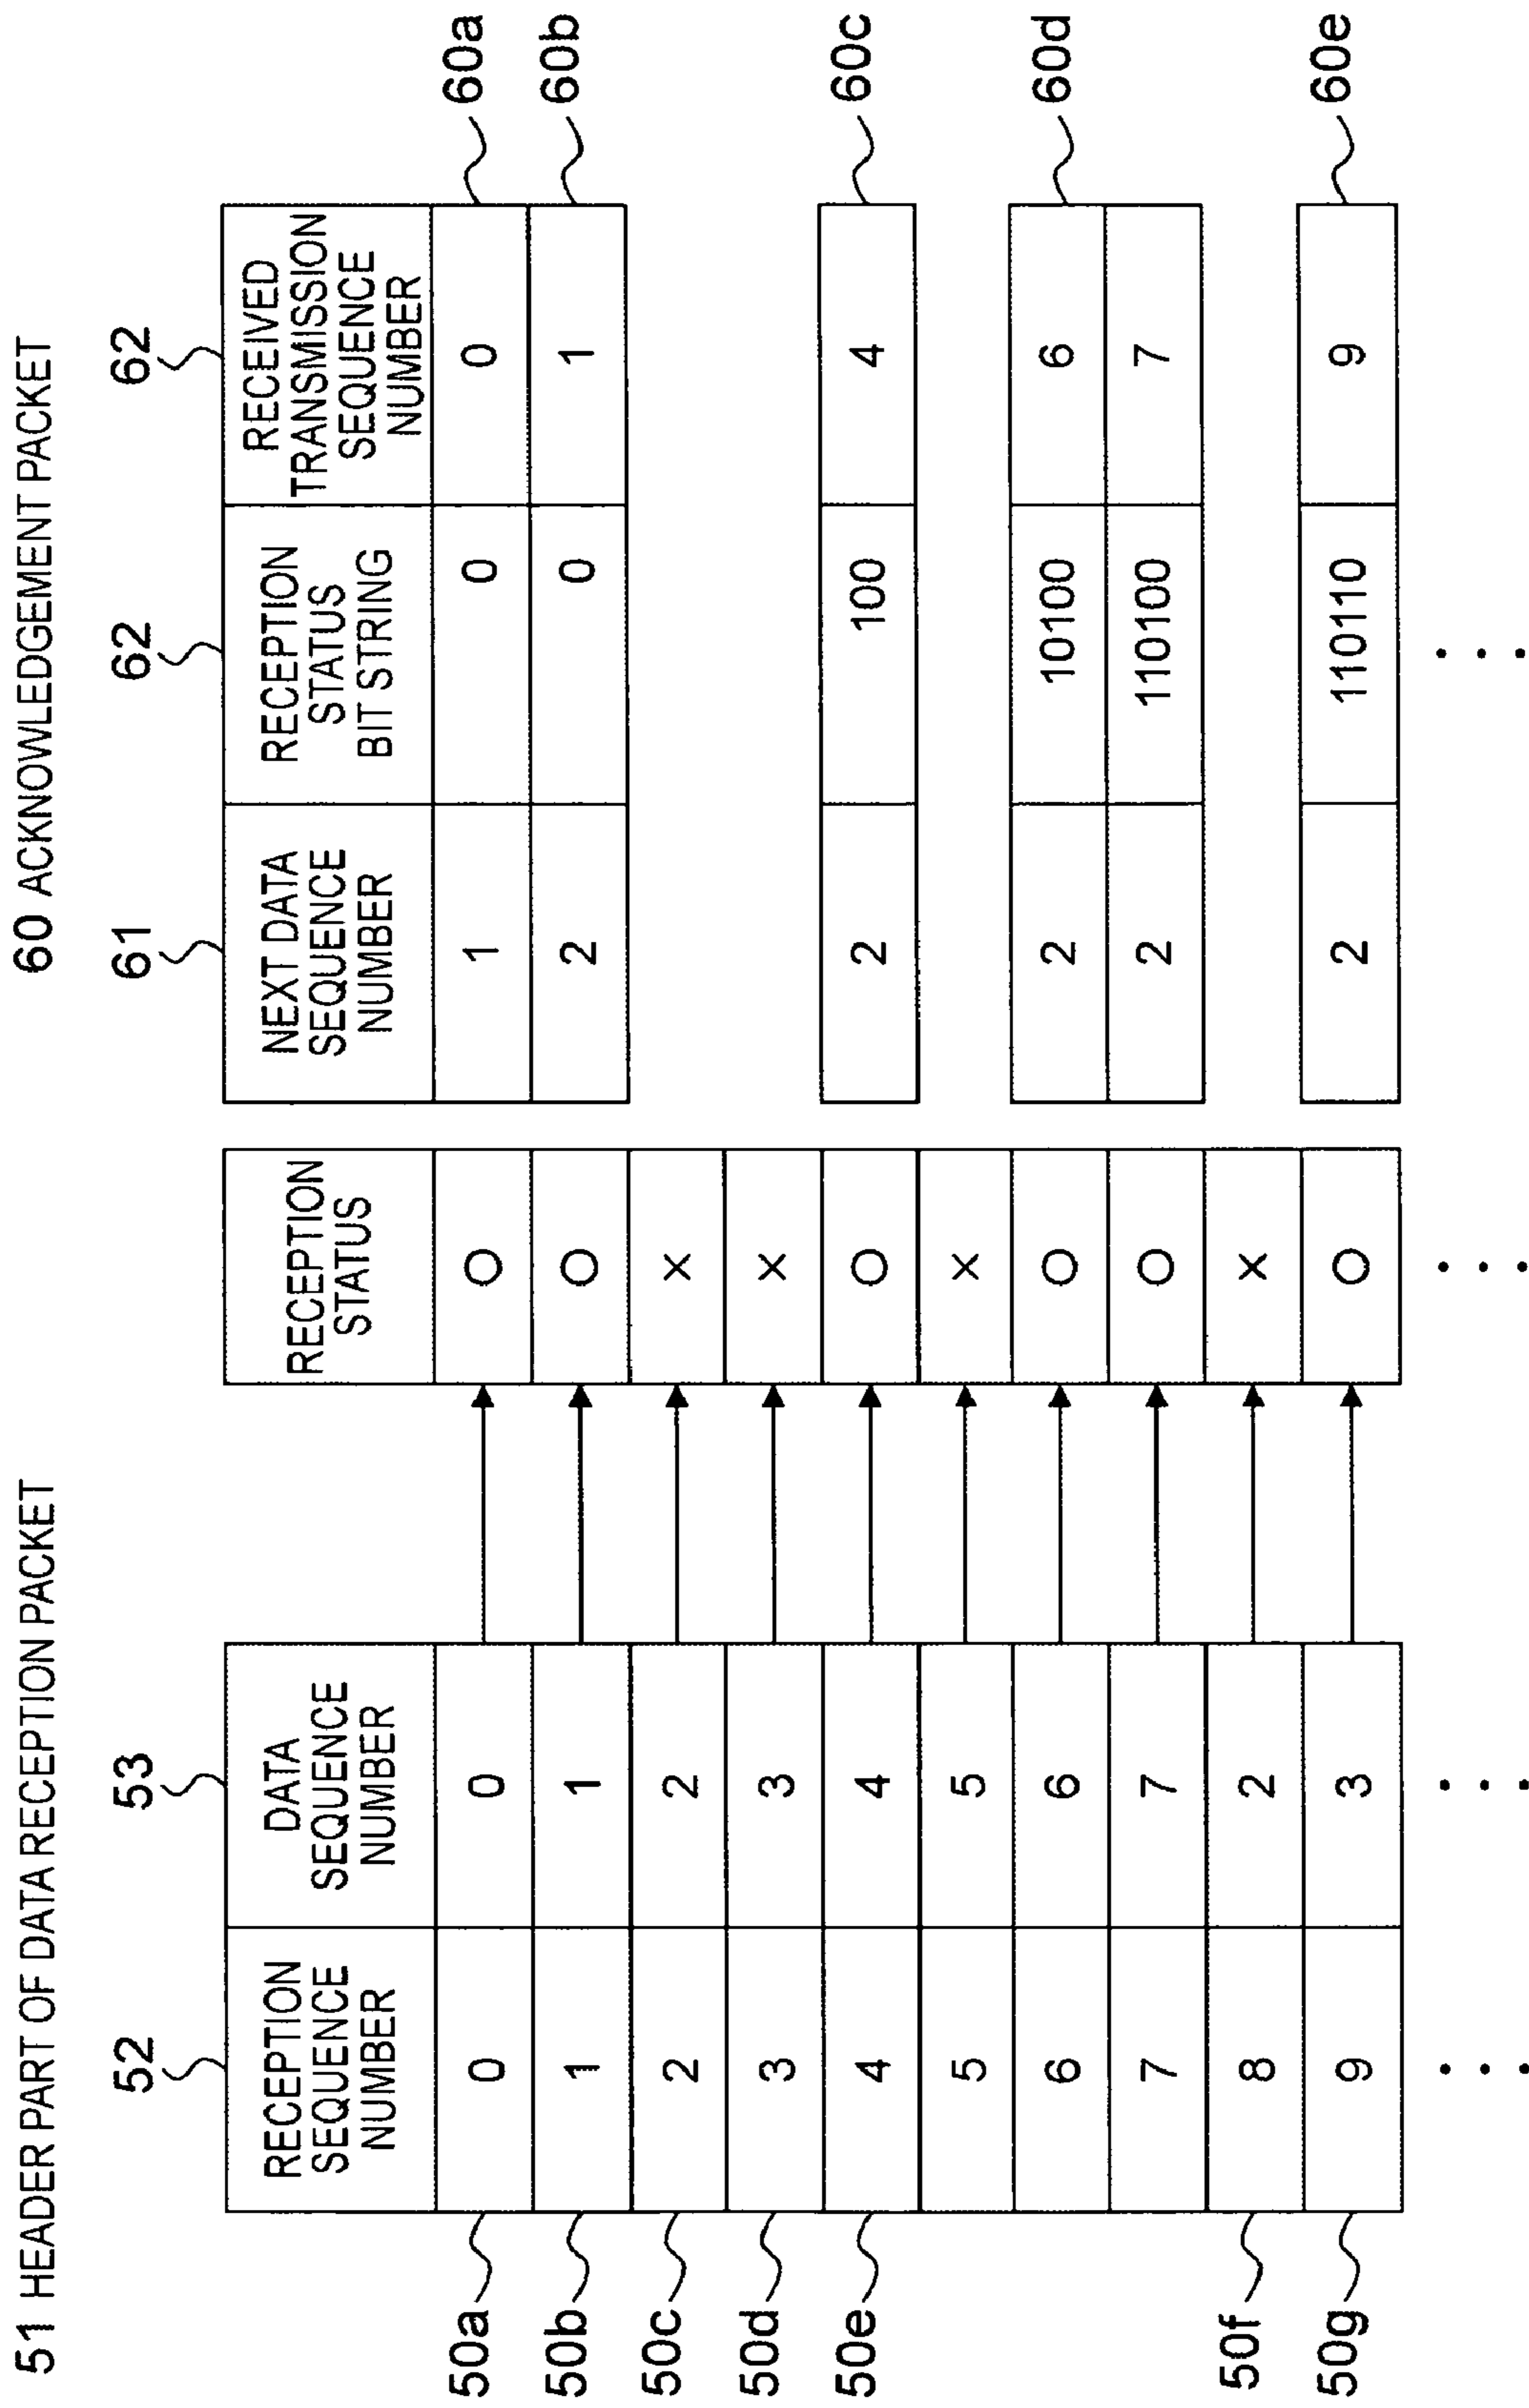 51 HEADER PART OF DATA RECEPTION PACKET
60 ACKNOWLEDGEMENT PACKET
52 53 61 62 62
RECEPTION SEQUENCE NUMBER
DATA SEQUENCE NUMBER
RECEPTION STATUS
NEXT DATA SEQUENCE NUMBER
RECEPTION STATUS BIT STRING
RECEIVED TRANSMISSION SEQUENCE NUMBER
50a 0 0 O 1 0 0 60a
50b 1 1 O 2 0 1 60b
50c 2 2 ×
50d 3 3 ×
50e 4 4 O 2 100 4 60c
5 5 ×
6 6 O 2 10100 6 60d
7 7 O 2 110100 7
50f 8 2 ×
50g 9 3 O 2 110110 9 60e
... ... ... ...